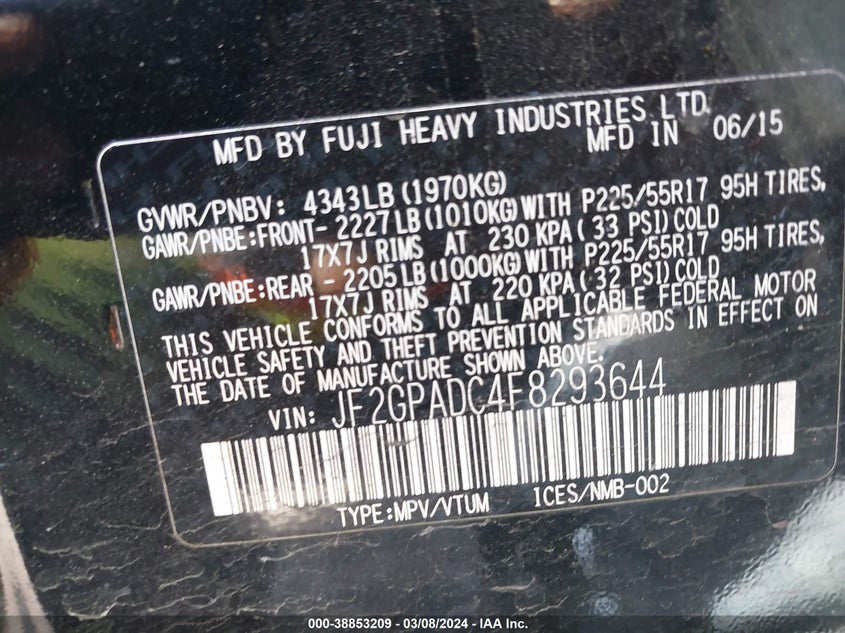 MFD BY FUJI HEAVY INDUSTRIES LTD.
MFD IN 06/15
GVWR/PNBV: 4343LB (1970KG)
GAWR/PNBE:FRONT- 2227LB (1010KG) WITH P225/55R17 95H TIRES,
17X7J RIMS AT 230 KPA ( 33 PSI) COLD
GAWR/PNBE:REAR - 2205LB (1000KG) WITH P225/55R17 95H TIRES,
17X7J RIMS AT 220 KPA ( 32 PSI) COLD
THIS VEHICLE CONFORMS TO ALL APPLICABLE FEDERAL MOTOR
VEHICLE SAFETY AND THEFT PREVENTION STANDARDS IN EFFECT ON
THE DATE OF MANUFACTURE SHOWN ABOVE.
VIN: JF2GPADC4F8293644
TYPE:MPV/VTUM ICES/NMB-002
000-38853209 - 03/08/2024 - IAA Inc.